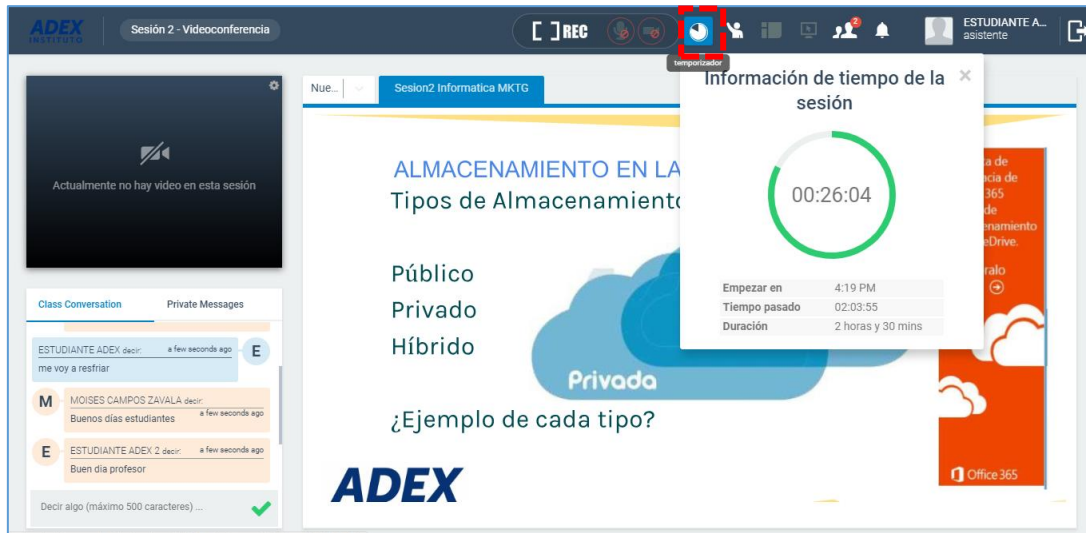 ADEX
INSTITUTO
Sesión 2 - Videoconferencia
[ ] REC
2
ESTUDIANTE A...
asistente
temporizador
Actualmente no hay video en esta sesión
Class Conversation
Private Messages
ESTUDIANTE ADEX decir: a few seconds ago
E
me voy a resfriar
M
MOISES CAMPOS ZAVALA decir:
a few seconds ago
Buenos días estudiantes
E
ESTUDIANTE ADEX 2 decir: a few seconds ago
Buen dia profesor
Decir algo (máximo 500 caracteres) ...
Nue...
Sesion2 Informatica MKTG
ALMACENAMIENTO EN LA
Tipos de Almacenamiento
Público
Privado
Híbrido
Privada
¿Ejemplo de cada tipo?
ADEX
Información de tiempo de la
sesión
×
00:26:04
Empezar en 4:19 PM
Tiempo pasado 02:03:55
Duración 2 horas y 30 mins
de
365
de
Office 365